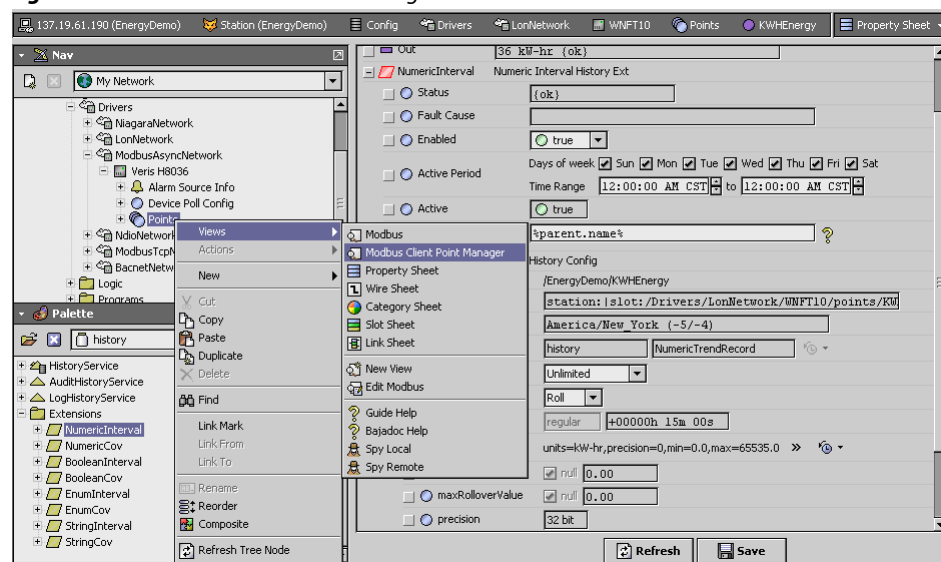 137.19.61.190 (EnergyDemo) Station (EnergyDemo) Config Drivers LonNetwork WNFT10 Points KWHEnergy Property Sheet
Nav
My Network
Drivers
NiagaraNetwork
LonNetwork
ModbusAsyncNetwork
Veris H8036
Alarm Source Info
Device Poll Config
Points
NdioNetwork
ModbusTcpN
BacnetNetw
Logic
Programs
Palette
history
HistoryService
AuditHistoryService
LogHistoryService
Extensions
NumericInterval
NumericCov
BooleanInterval
BooleanCov
EnumInterval
EnumCov
StringInterval
StringCov
Views
Actions
New
Cut
Copy
Paste
Duplicate
Delete
Find
Link Mark
Link From
Link To
Rename
Reorder
Composite
Refresh Tree Node
Modbus
Modbus Client Point Manager
Property Sheet
Wire Sheet
Category Sheet
Slot Sheet
Link Sheet
New View
Edit Modbus
Guide Help
Bajadoc Help
Spy Local
Spy Remote
Out 36 kW-hr {ok}
NumericInterval Numeric Interval History Ext
Status {ok}
Fault Cause
Enabled true
Active Period Days of week Sun Mon Tue Wed Thu Fri Sat
Time Range 12:00:00 AM CST to 12:00:00 AM CST
Active true
%parent.name%
History Config
/EnergyDemo/KWHEnergy
station:|slot:/Drivers/LonNetwork/WNFT10/points/KW
America/New_York (-5/-4)
history NumericTrendRecord
Unlimited
Roll
regular +00000h 15m 00s
units=kW-hr,precision=0,min=0.0,max=65535.0 »
null 0.00
maxRolloverValue null 0.00
precision 32 bit
Refresh Save